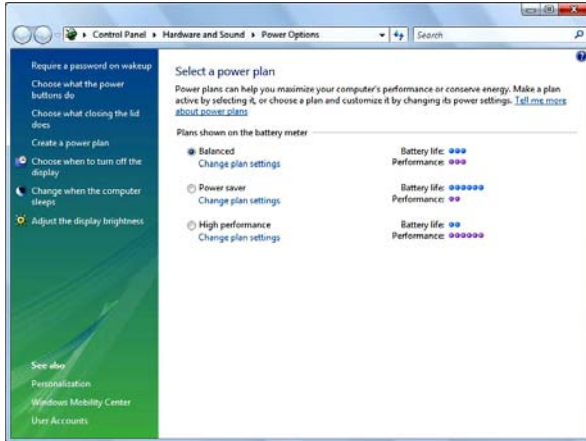 Control Panel ▸ Hardware and Sound ▸ Power Options
Search
Require a password on wakeup
Choose what the power
buttons do
Choose what closing the lid
does
Create a power plan
Choose when to turn off the
display
Change when the computer
sleeps
Adjust the display brightness
See also
Personalization
Windows Mobility Center
User Accounts
Select a power plan
Power plans can help you maximize your computer's performance or conserve energy. Make a plan
active by selecting it, or choose a plan and customize it by changing its power settings. Tell me more
about power plans
Plans shown on the battery meter
Balanced Battery life:
Change plan settings Performance:
Power saver Battery life:
Change plan settings Performance:
High performance Battery life:
Change plan settings Performance: